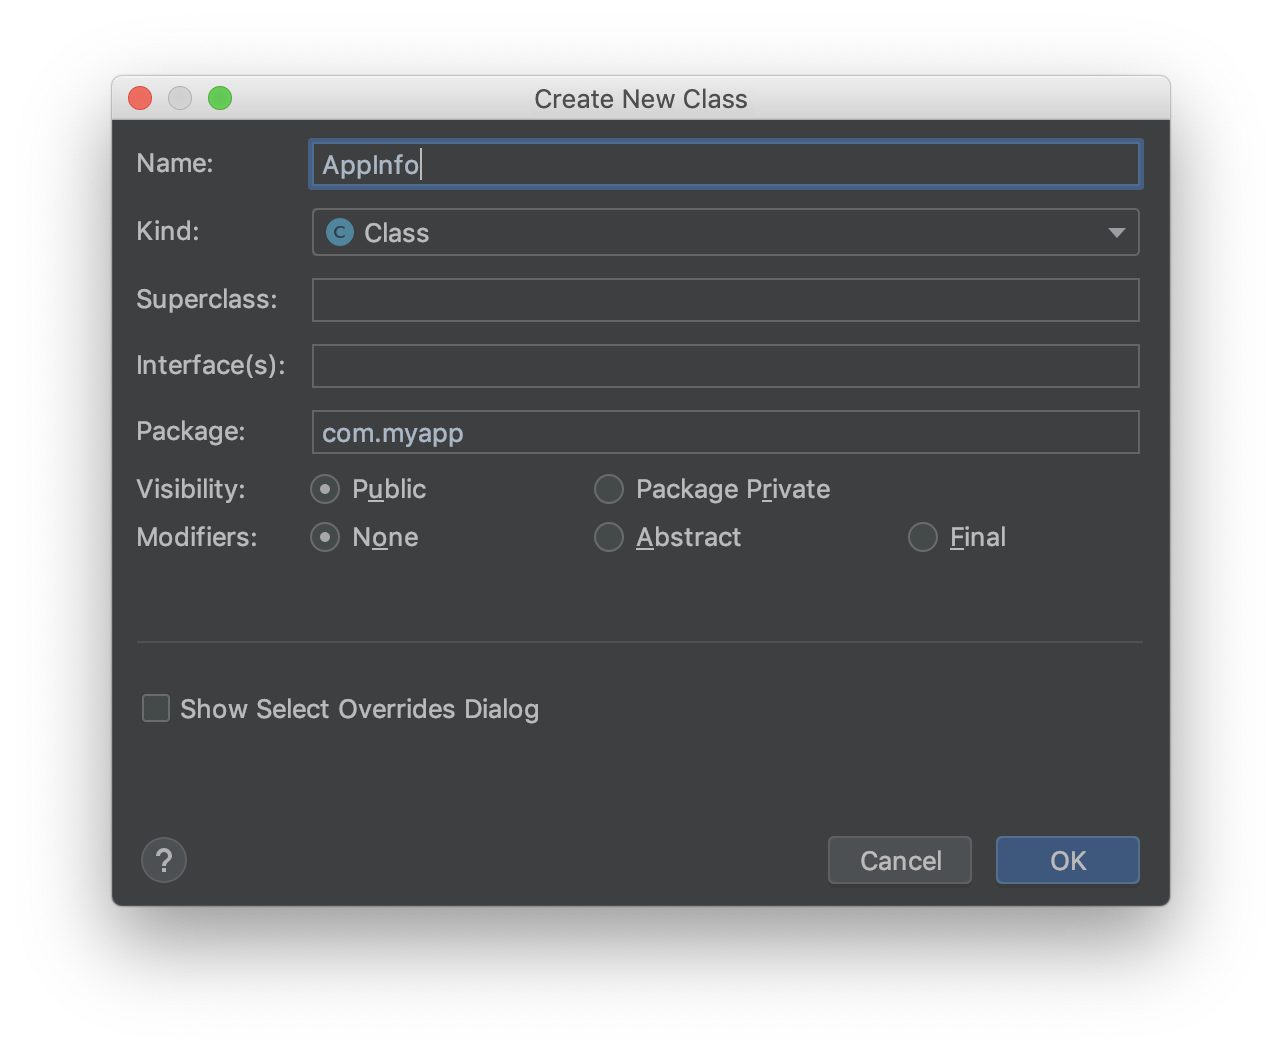 Create New Class
Name: AppInfo
Kind: C Class
Superclass:
Interface(s):
Package: com.myapp
Visibility: Public Package Private
Modifiers: None Abstract Final
Show Select Overrides Dialog
? Cancel OK